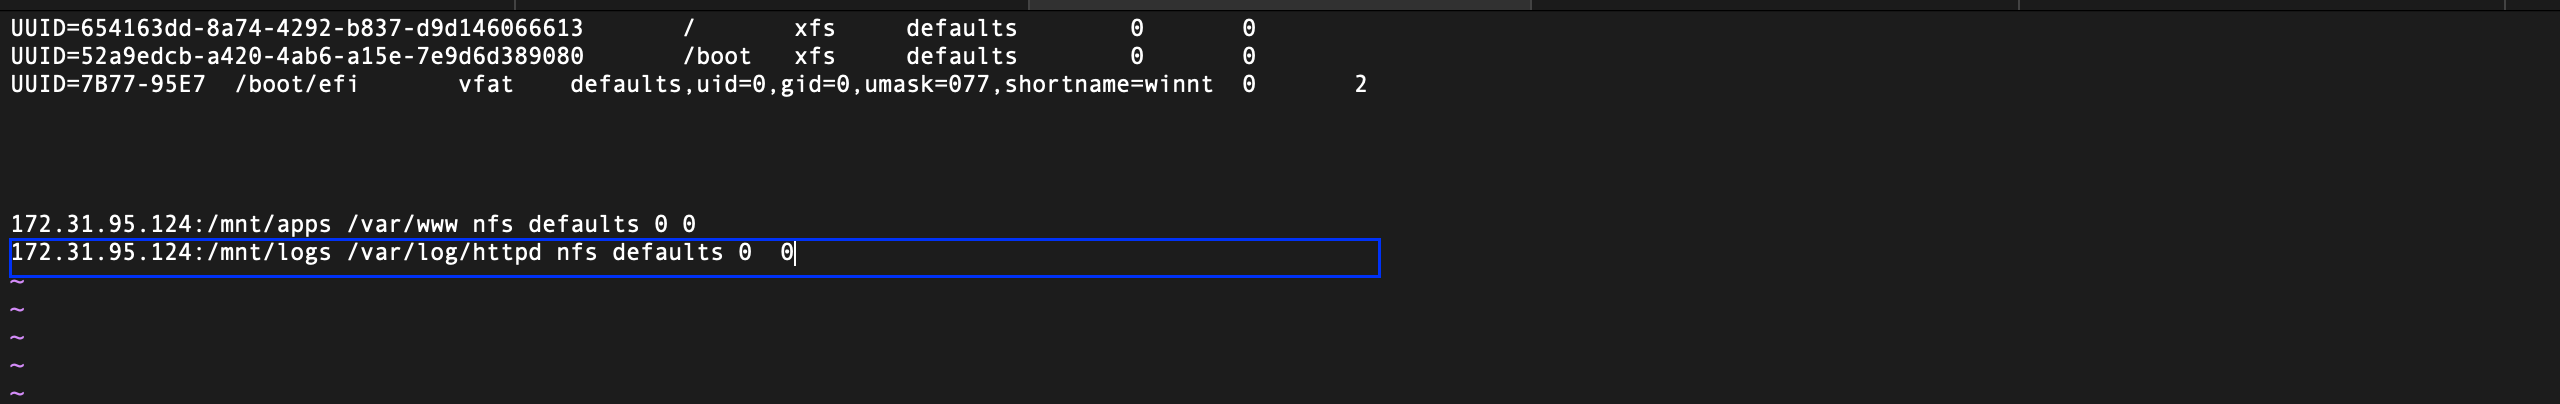 UUID=654163dd-8a74-4292-b837-d9d146066613       /       xfs     defaults        0       0
UUID=52a9edcb-a420-4ab6-a15e-7e9d6d389080       /boot   xfs     defaults        0       0
UUID=7B77-95E7  /boot/efi       vfat    defaults,uid=0,gid=0,umask=077,shortname=winnt  0       2
172.31.95.124:/mnt/apps /var/www nfs defaults 0 0
172.31.95.124:/mnt/logs /var/log/httpd nfs defaults 0  0
~
~
~
~
~